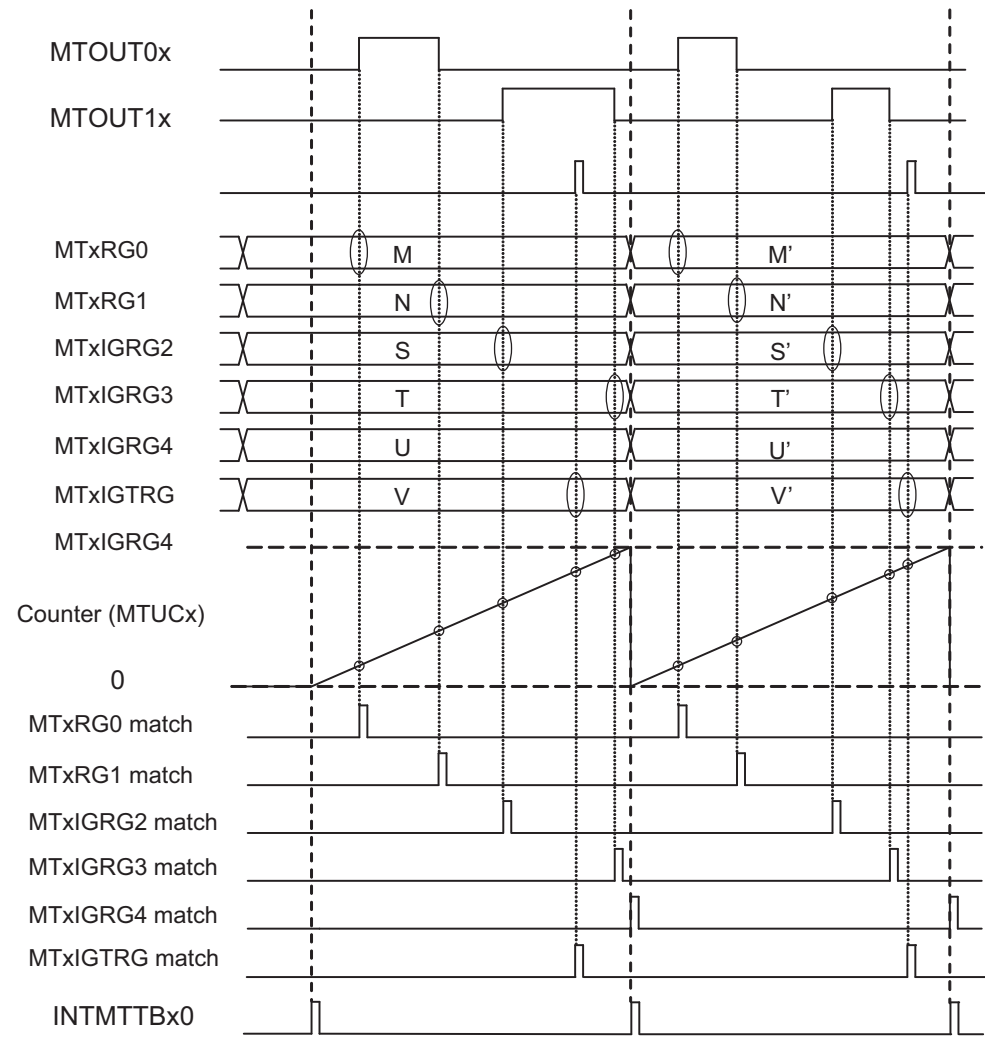 MTOUT0x
MTOUT1x
MTxRG0 M M’
MTxRG1 N N’
MTxIGRG2 S S’
MTxIGRG3 T T’
MTxIGRG4 U U’
MTxIGTRG V V’
MTxIGRG4
Counter (MTUCx)
0
MTxRG0 match
MTxRG1 match
MTxIGRG2 match
MTxIGRG3 match
MTxIGRG4 match
MTxIGTRG match
INTMTTBx0